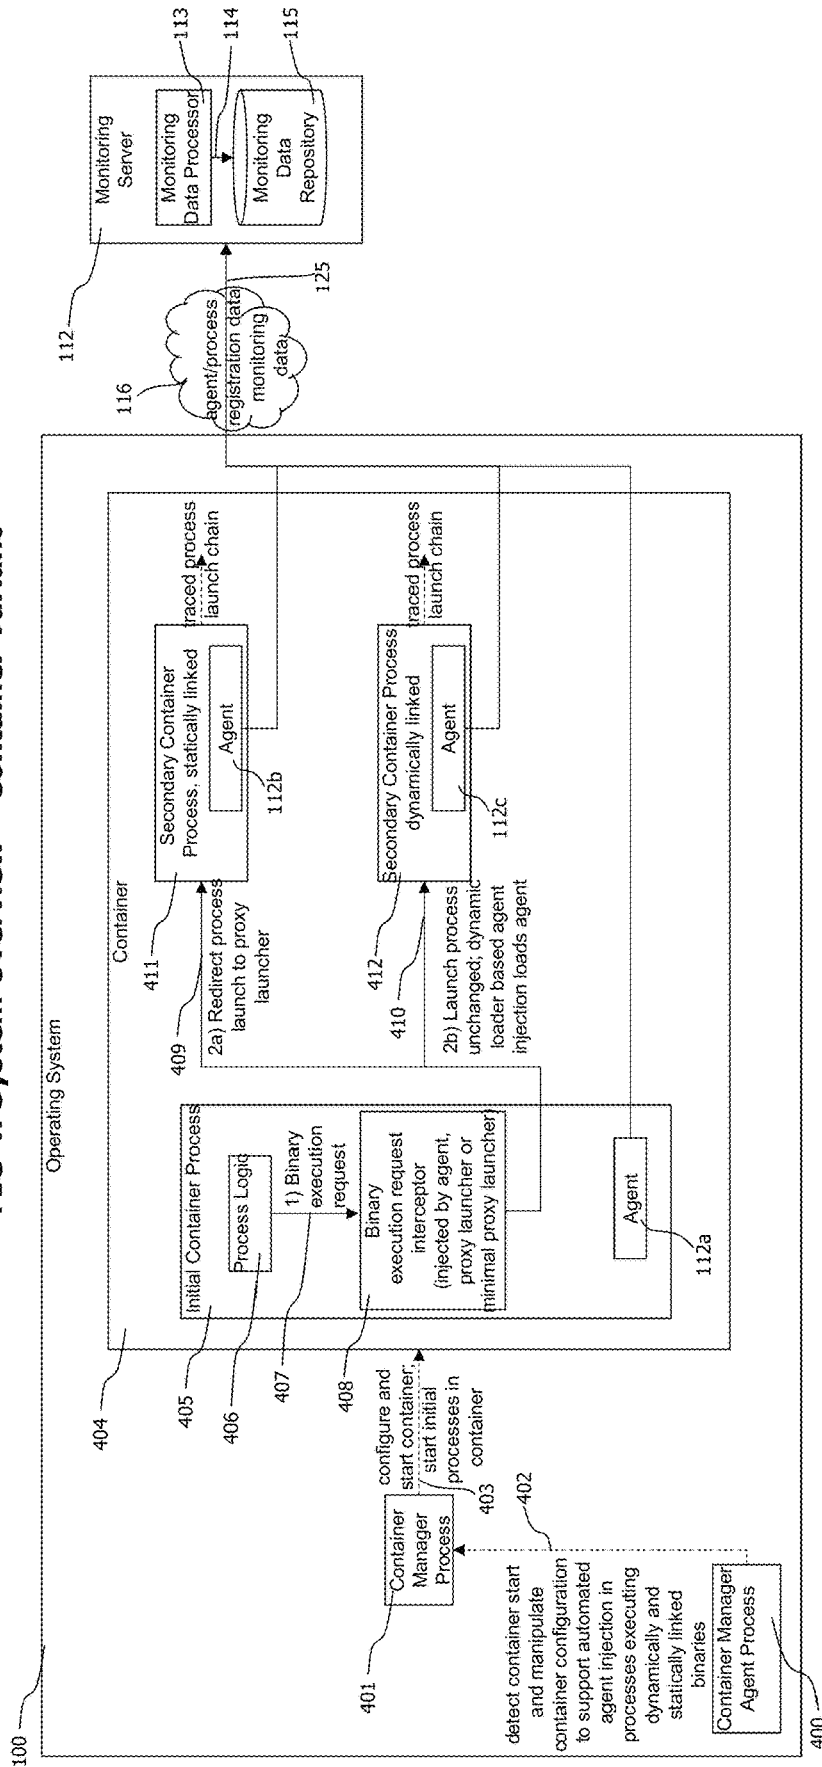 100
Operating System
404
Container
405
Initial Container Process
406
Process Logic
407
1) Binary
execution
request
408
Binary
execution request
interceptor
(injected by agent,
proxy launcher or
minimal proxy launcher)
Agent
112a
409
2a) Redirect process
launch to proxy
launcher
411
Secondary Container
Process, statically linked
Agent
112b
traced process
launch chain
410
2b) Launch process
unchanged; dynamic
loader based agent
injection loads agent
412
Secondary Container Process
dynamically linked
Agent
112c
traced process
launch chain
401
Container
Manager
Process
configure and
start container;
start initial
processes in
container
403
402
detect container start
and manipulate
container configuration
to support automated
agent injection in
processes executing
dynamically and
statically linked
binaries
Container Manager
Agent Process
400
116
agent/process
registration data
monitoring
data
125
112
Monitoring
Server
Monitoring
Data Processor
113
114
Monitoring
Data
Repository
115